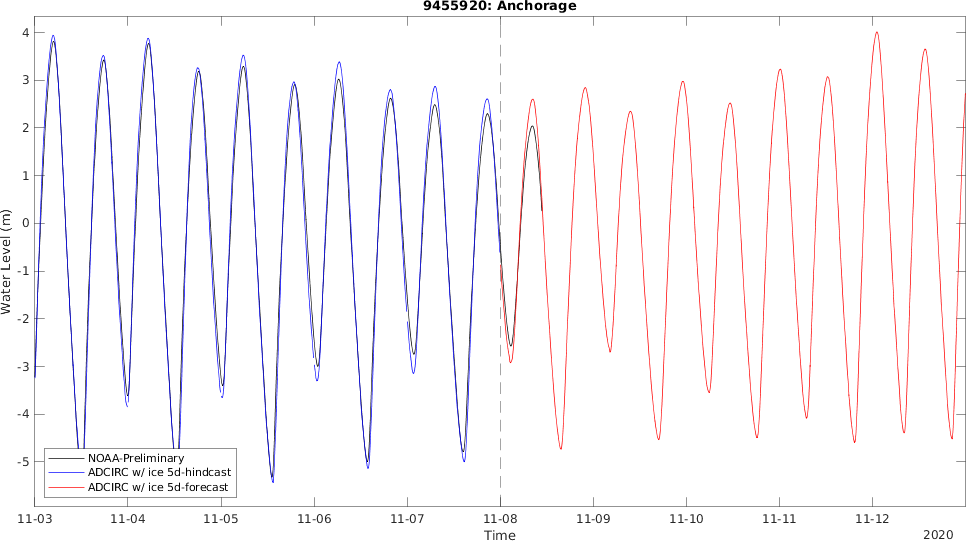 9455920: Anchorage
4
3
2
1
0
-1
-2
-3
-4
-5
Water Level (m)
NOAA-Preliminary
ADCIRC w/ ice 5d-hindcast
ADCIRC w/ ice 5d-forecast
11-03 11-04 11-05 11-06 11-07 11-08 11-09 11-10 11-11 11-12
Time
2020